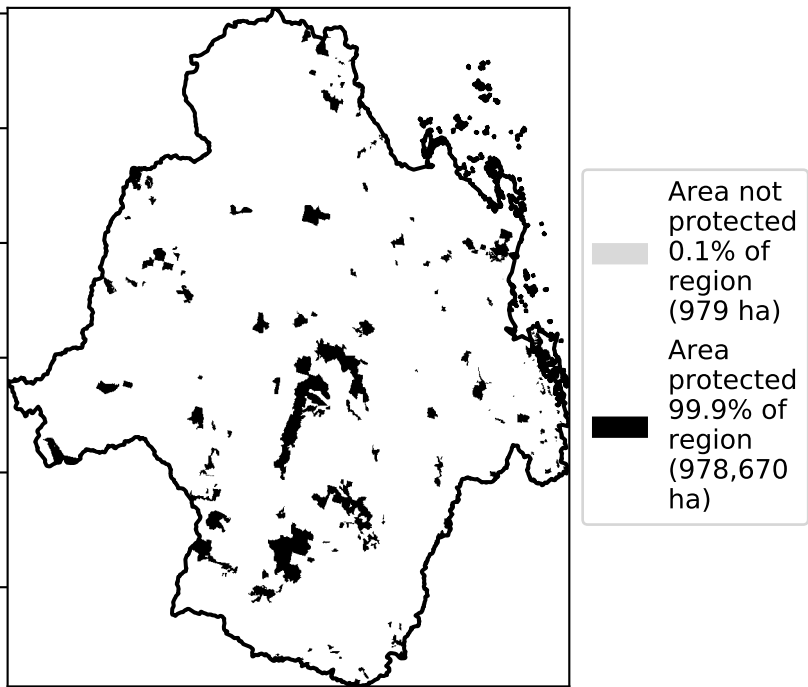 Area not
protected
0.1% of
region
(979 ha)
Area
protected
99.9% of
region
(978,670
ha)